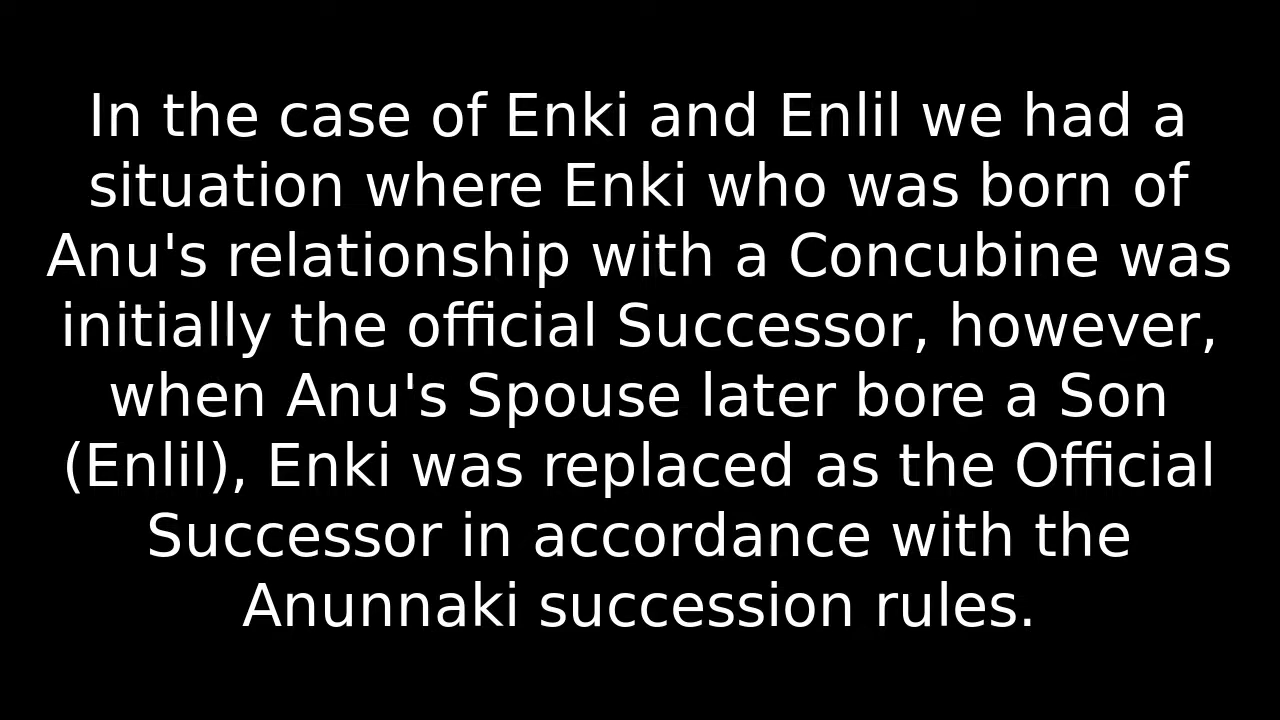 In the case of Enki and Enlil we had a
situation where Enki who was born of
Anu's relationship with a Concubine was
initially the official Successor, however,
when Anu's Spouse later bore a Son
(Enlil), Enki was replaced as the Official
Successor in accordance with the
Anunnaki succession rules.